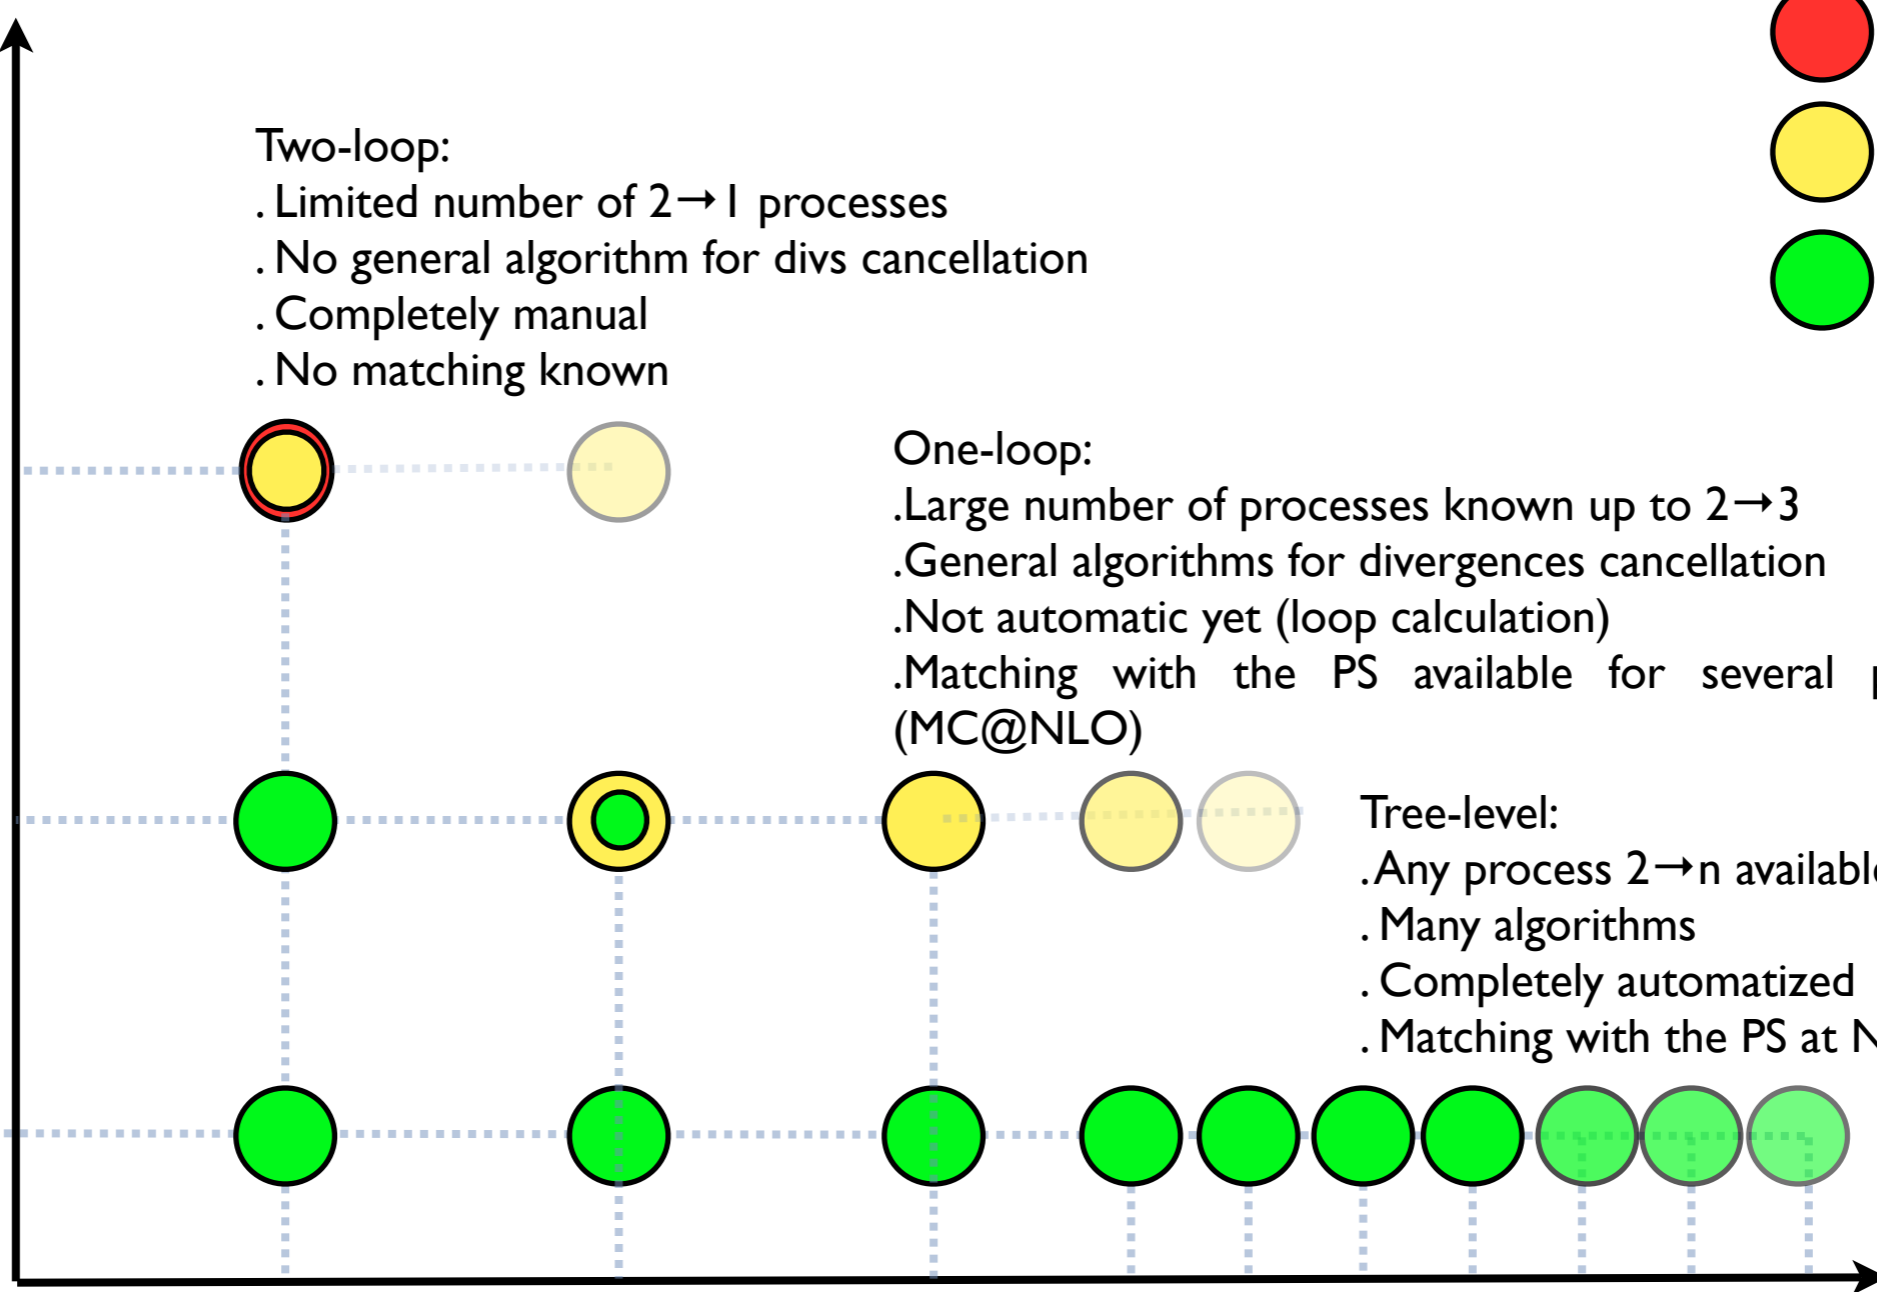 Two-loop:
. Limited number of 2→1 processes
. No general algorithm for divs cancellation
. Completely manual
. No matching known
One-loop:
.Large number of processes known up to 2→3
.General algorithms for divergences cancellation
.Not automatic yet (loop calculation)
.Matching with the PS available for several
(MC@NLO)
Tree-level:
.Any process 2→n
. Many algorithms
. Completely automatized
. Matching with the PS at